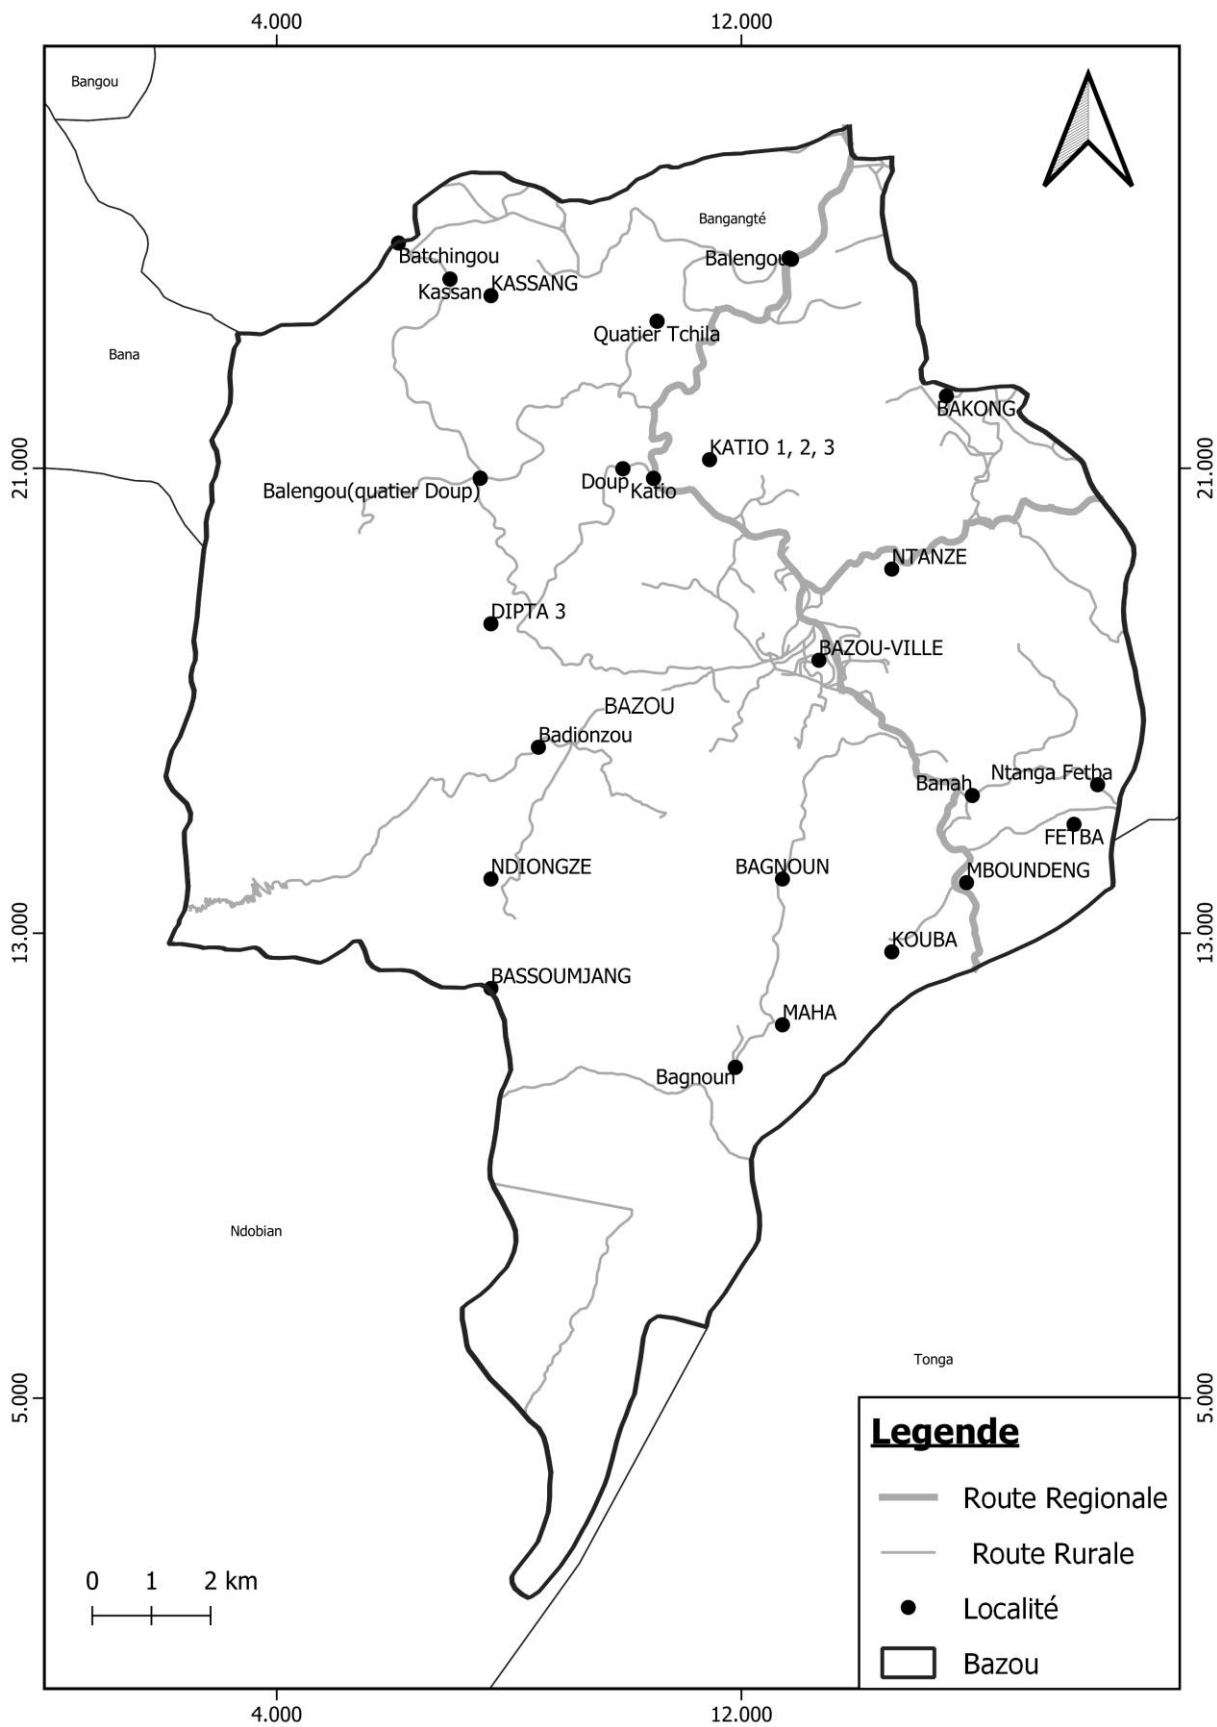 4.000
12.000
Bangou
Bangangté
Batchingou
Balengou
Kassan
KASSANG
Quatier Tchila
Bana
BAKONG
KATIO 1, 2, 3
21.000
21.000
Balengou(quatier Doup)
Doup
Katio
NTANZE
DIPTA 3
BAZOU-VILLE
BAZOU
Badionzou
Banah
Ntanga Fetba
FETBA
NDIONGZE
BAGNOUN
MBOUNDENG
13.000
13.000
KOUBA
BASSOUMJANG
MAHA
Bagnoun
Ndobian
Tonga
5.000
5.000
Legende
Route Regionale
Route Rurale
Localité
Bazou
0 1 2 km
4.000
12.000